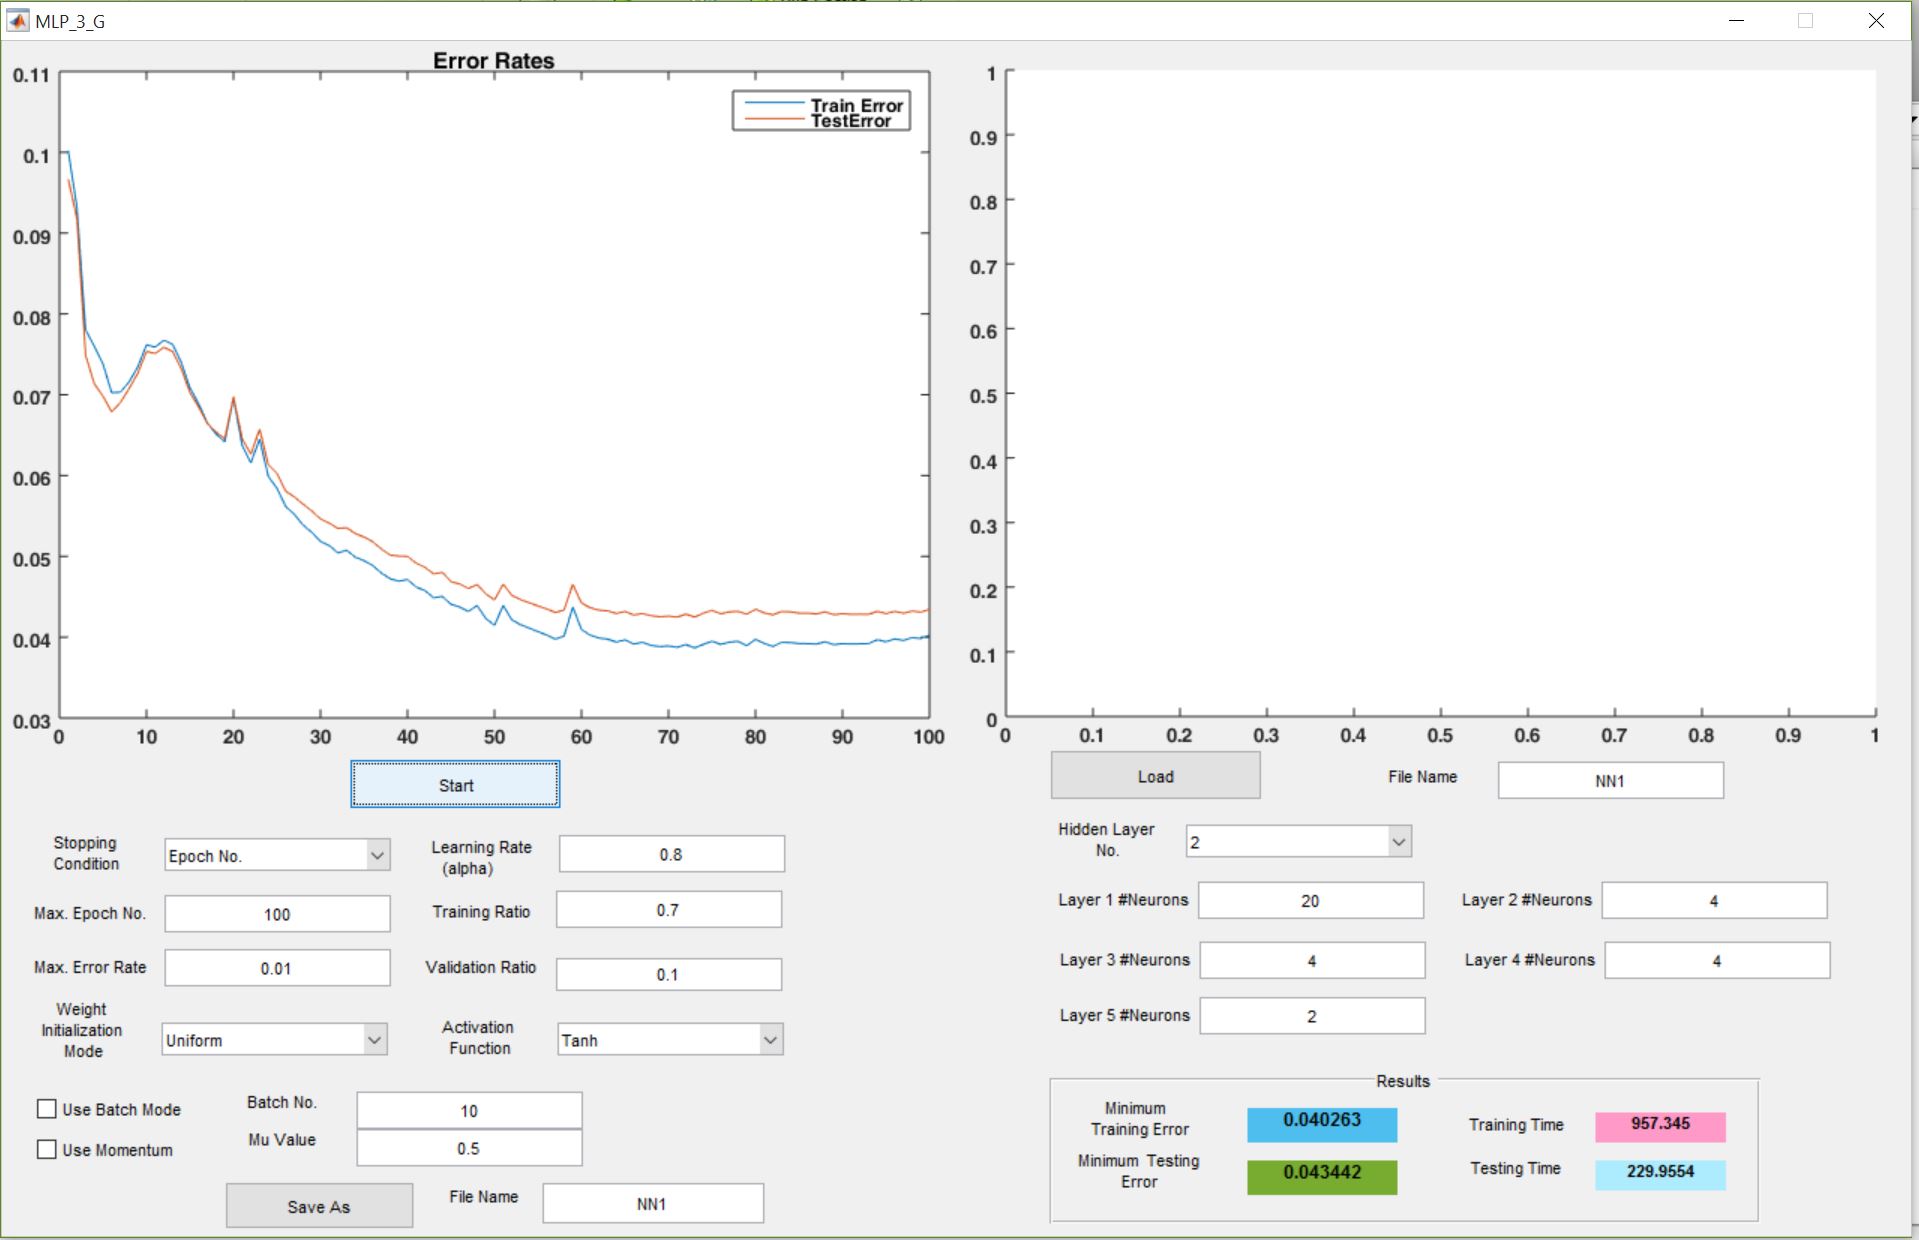 MLP_3_G
Error Rates
0.11
0.1
0.09
0.08
0.07
0.06
0.05
0.04
0.03
0 10 20 30 40 50 60 70 80 90 100
Train Error
TestError
1
0.9
0.8
0.7
0.6
0.5
0.4
0.3
0.2
0.1
0
0 0.1 0.2 0.3 0.4 0.5 0.6 0.7 0.8 0.9 1
Start
Stopping
Condition
Epoch No.
Learning Rate
(alpha)
0.8
Max. Epoch No.
100
Training Ratio
0.7
Max. Error Rate
0.01
Validation Ratio
0.1
Weight
Initialization
Mode
Uniform
Activation
Function
Tanh
Use Batch Mode
Batch No.
10
Use Momentum
Mu Value
0.5
Save As
File Name
NN1
Load
File Name
NN1
Hidden Layer
No.
2
Layer 1 #Neurons
20
Layer 2 #Neurons
4
Layer 3 #Neurons
4
Layer 4 #Neurons
4
Layer 5 #Neurons
2
Results
Minimum
Training Error
0.040263
Training Time
957.345
Minimum Testing
Error
0.043442
Testing Time
229.9554